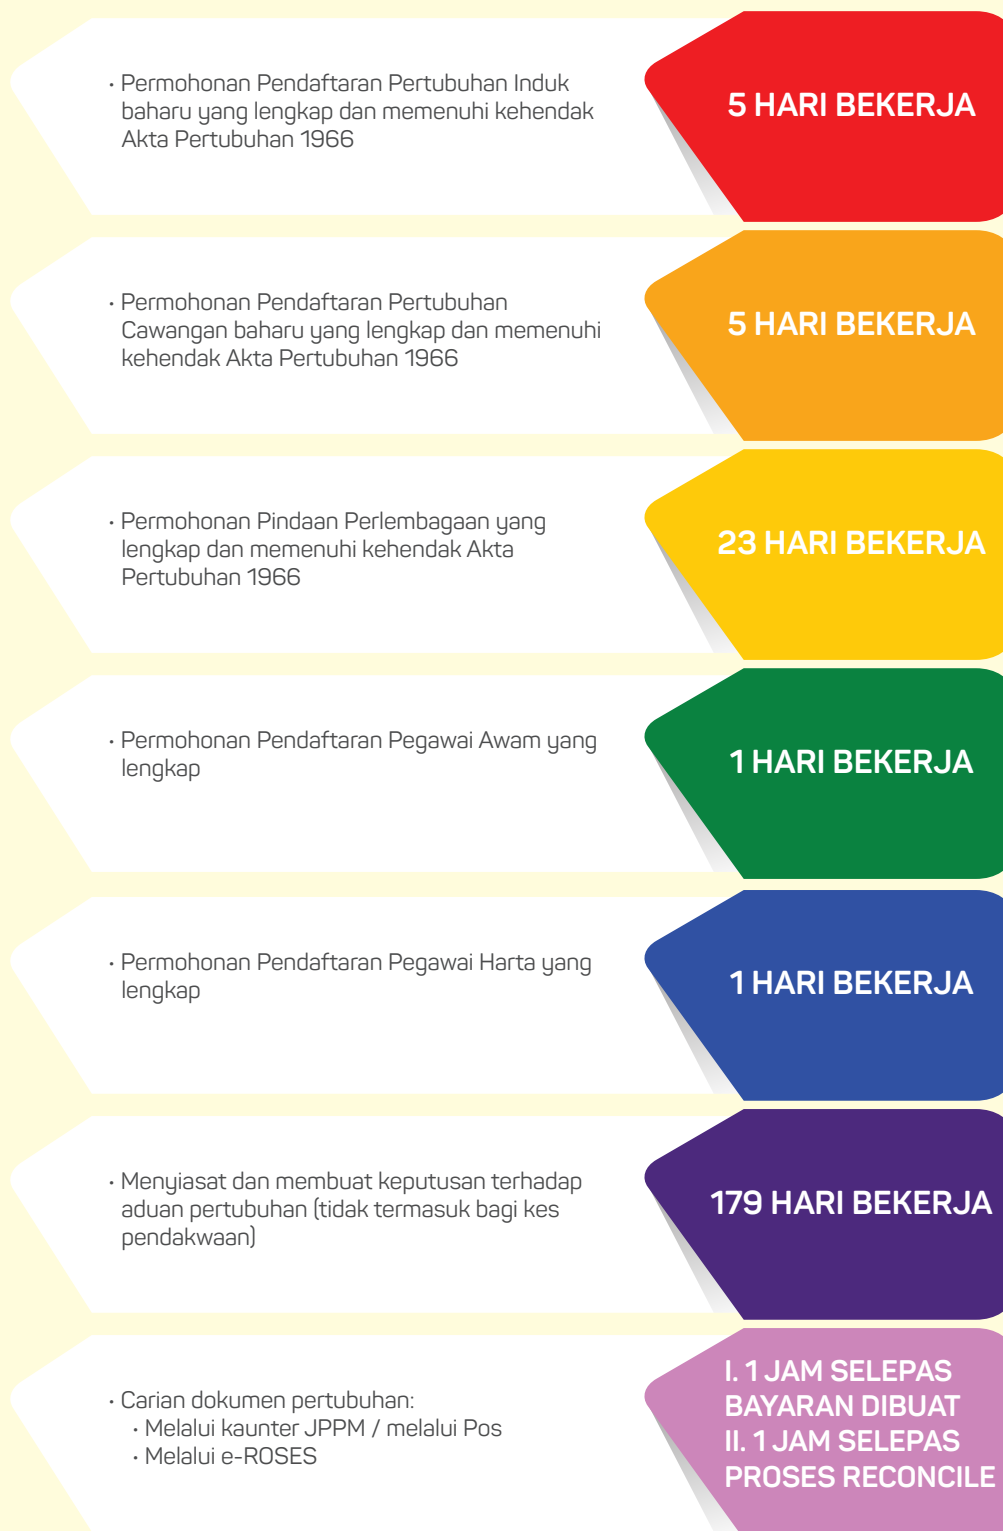 • Permohonan Pendaftaran Pertubuhan Induk
baharu yang lengkap dan memenuhi kehendak
Akta Pertubuhan 1966
5 HARI BEKERJA
• Permohonan Pendaftaran Pertubuhan
Cawangan baharu yang lengkap dan memenuhi
kehendak Akta Pertubuhan 1966
5 HARI BEKERJA
• Permohonan Pindaan Perlembagaan yang
lengkap dan memenuhi kehendak Akta
Pertubuhan 1966
23 HARI BEKERJA
• Permohonan Pendaftaran Pegawai Awam yang
lengkap
1 HARI BEKERJA
• Permohonan Pendaftaran Pegawai Harta yang
lengkap
1 HARI BEKERJA
• Menyiasat dan membuat keputusan terhadap
aduan pertubuhan (tidak termasuk bagi kes
pendakwaan)
179 HARI BEKERJA
• Carian dokumen pertubuhan:
• Melalui kaunter JPPM / melalui Pos
• Melalui e-ROSES
I. 1 JAM SELEPAS
BAYARAN DIBUAT
II. 1 JAM SELEPAS
PROSES RECONCILE